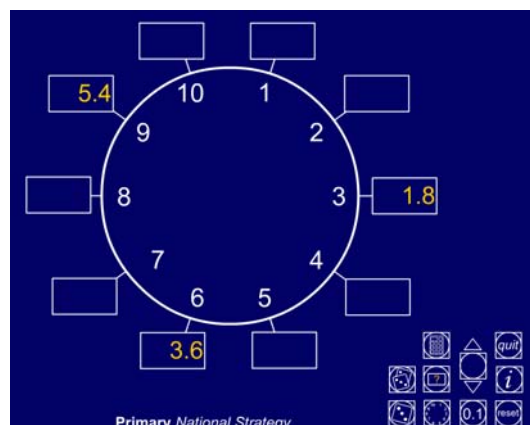 10 1
5.4 9 2
8 3 1.8
7 4
6 5
3.6
quit
? i
0.1 reset
Primary National Strategy